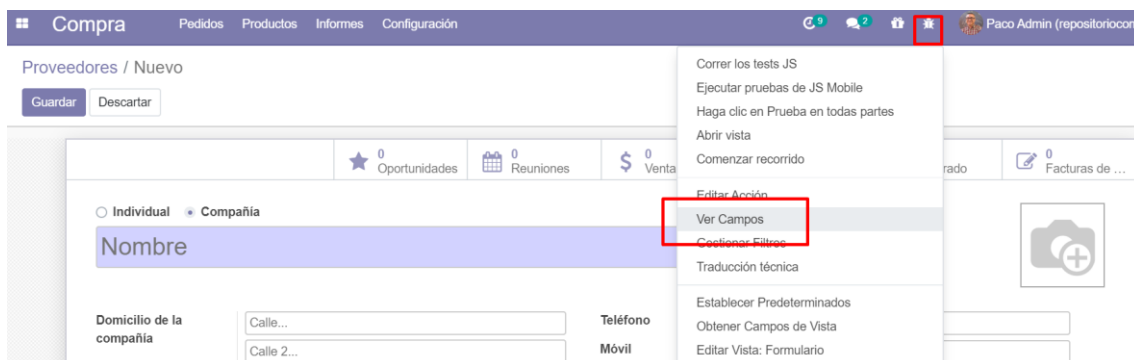 Compra Pedidos Productos Informes Configuración 9 2 Paco Admin (repositoriocon
Proveedores / Nuevo
Guardar Descartar
Correr los tests JS
Ejecutar pruebas de JS Mobile
Haga clic en Prueba en todas partes
Abrir vista
Comenzar recorrido
0 Oportunidades
0 Reuniones
0 Venta
rado
0 Facturas de ...
Editar Acción
Ver Campos
Gestionar Filtros
Traducción técnica
Individual Compañía
Nombre
Establecer Predeterminados
Obtener Campos de Vista
Editar Vista: Formulario
Domicilio de la
compañía
Calle...
Calle 2...
Teléfono
Móvil